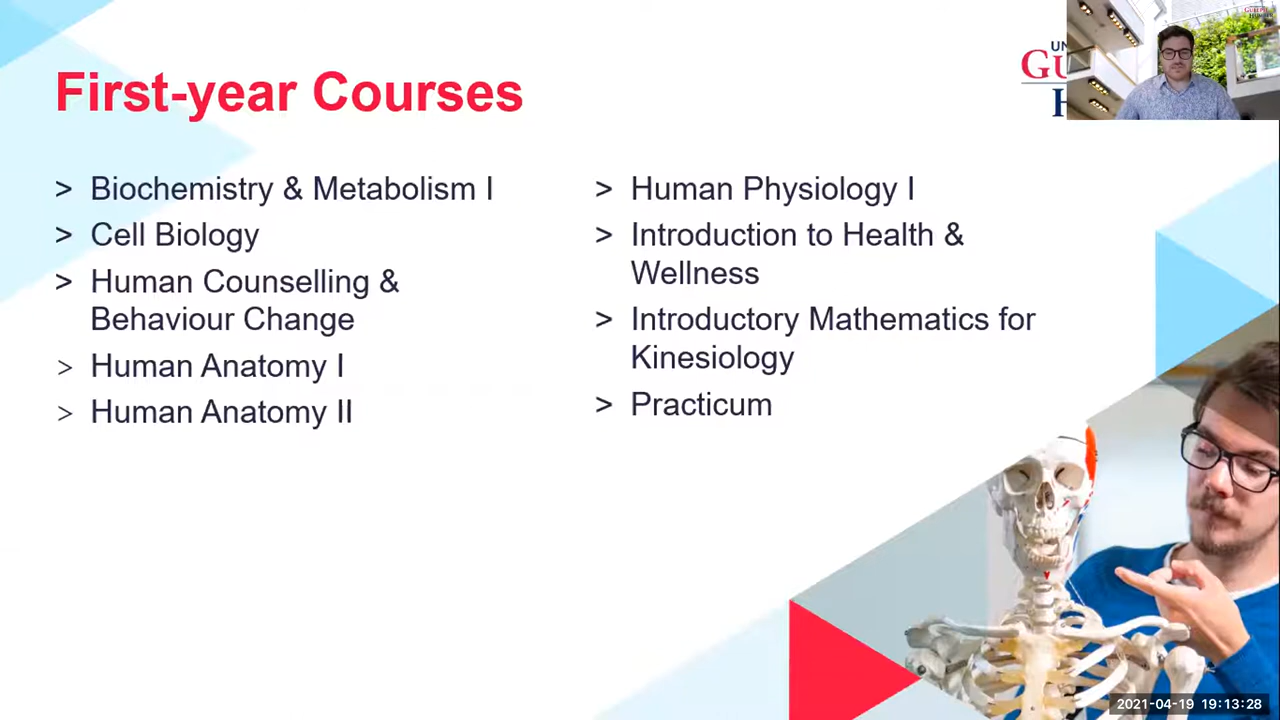 First-year Courses
> Biochemistry & Metabolism I
> Cell Biology
> Human Counselling &
Behaviour Change
> Human Anatomy I
> Human Anatomy II
> Human Physiology I
> Introduction to Health &
Wellness
> Introductory Mathematics for
Kinesiology
> Practicum
2021-04-19 19:13:28